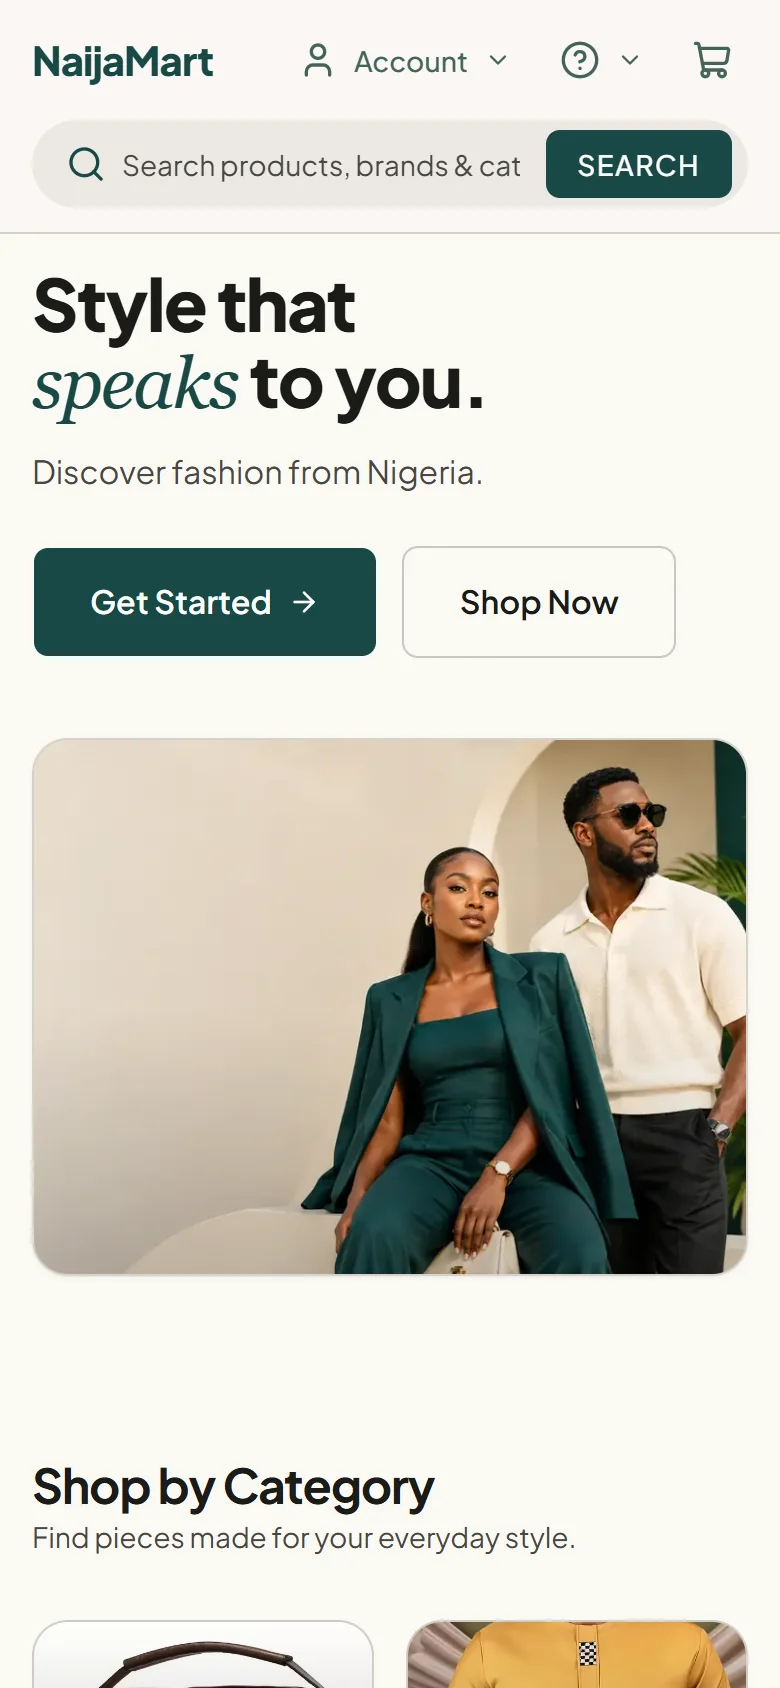 NaijaMart
Account
Search products, brands & cat
SEARCH
Style that
speaks to you.
Discover fashion from Nigeria.
Get Started
Shop Now
Shop by Category
Find pieces made for your everyday style.